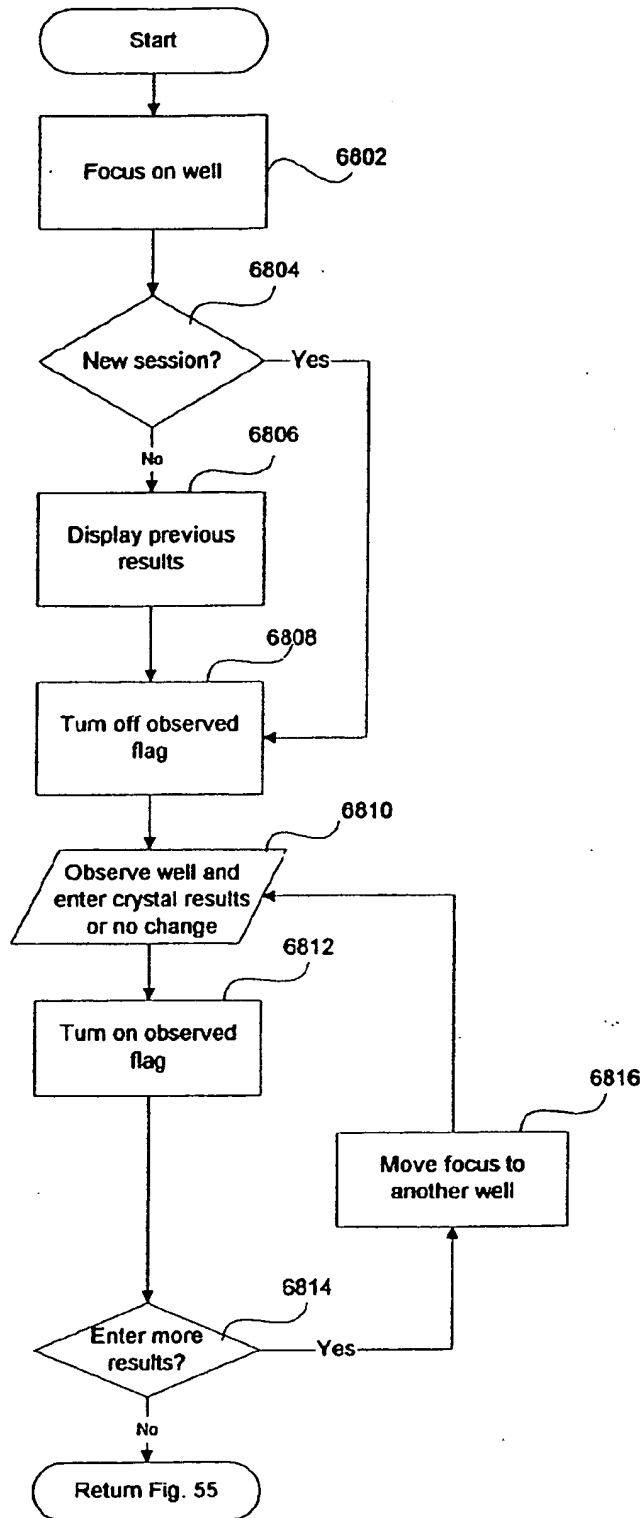 Start
Focus on well
6802
6804
New session?
Yes
No
6806
Display previous
results
6808
Turn off observed
flag
6810
Observe well and
enter crystal results
or no change
6812
Turn on observed
flag
6816
Move focus to
another well
6814
Enter more
results?
Yes
No
Return Fig. 55